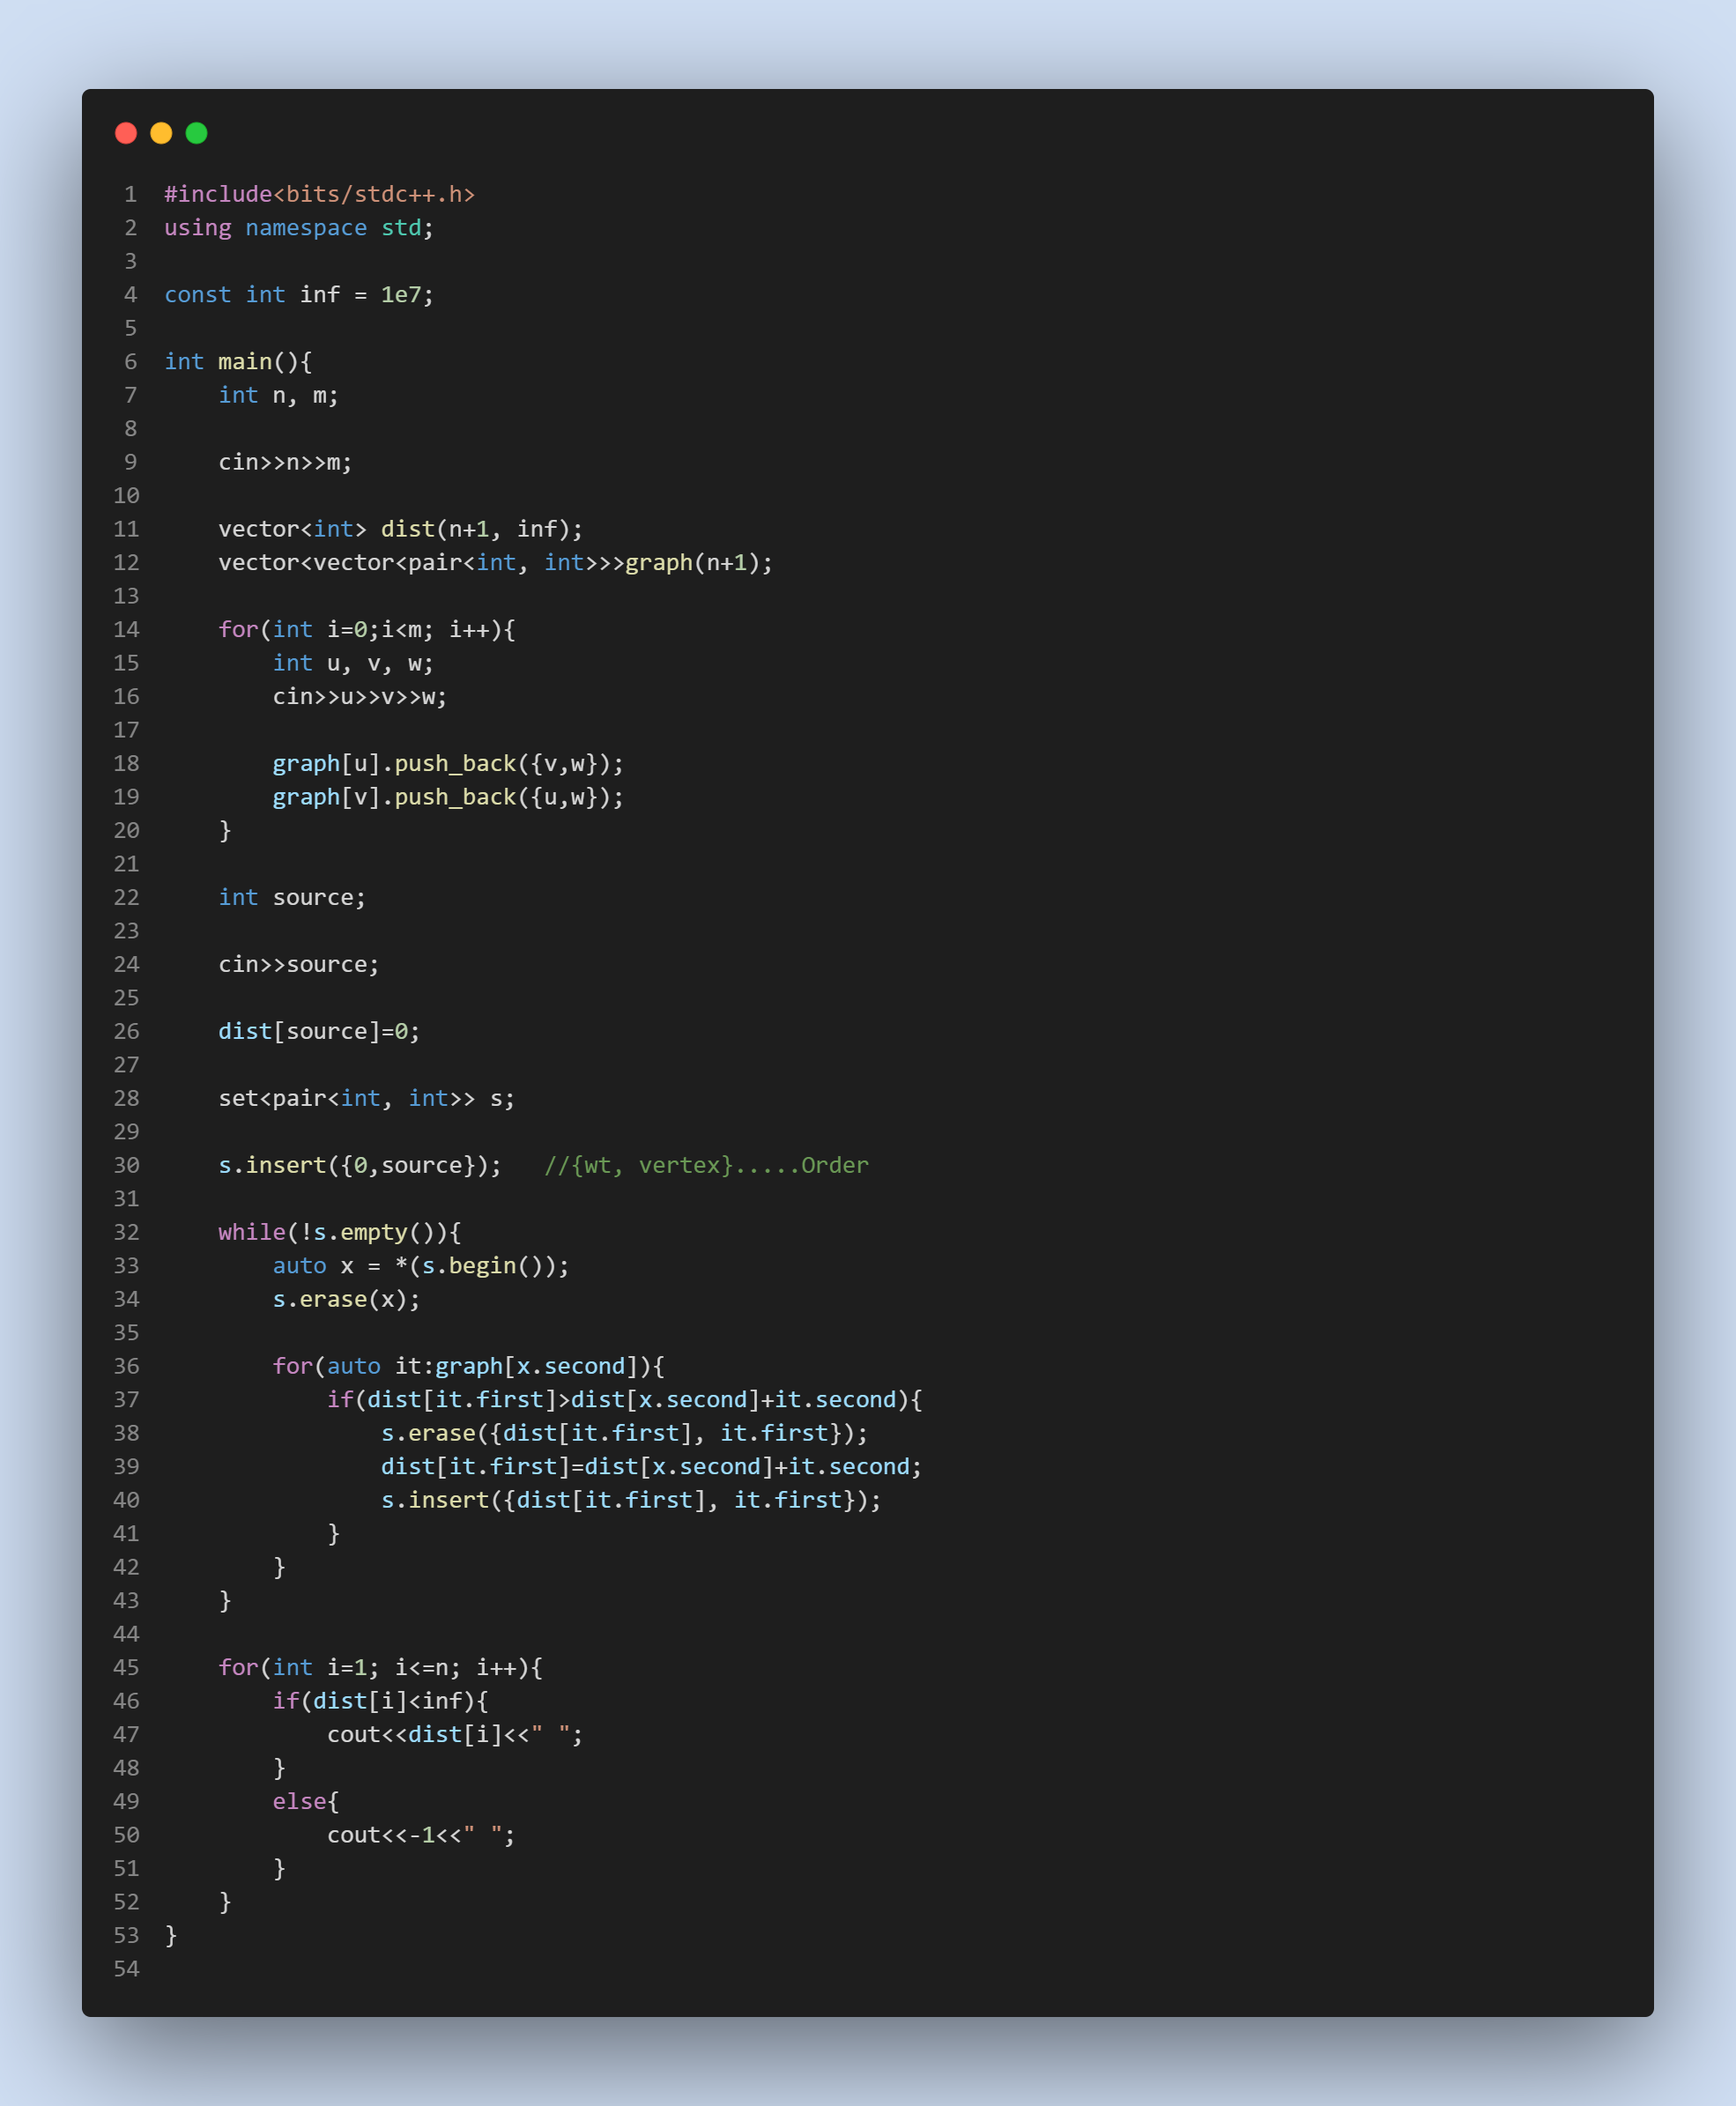 1 #include<bits/stdc++.h>
2 using namespace std;
3
4 const int inf = 1e7;
5
6 int main(){
7     int n, m;
8
9     cin>>n>>m;
10
11     vector<int> dist(n+1, inf);
12     vector<vector<pair<int, int>>>graph(n+1);
13
14     for(int i=0;i<m; i++){
15         int u, v, w;
16         cin>>u>>v>>w;
17
18         graph[u].push_back({v,w});
19         graph[v].push_back({u,w});
20     }
21
22     int source;
23
24     cin>>source;
25
26     dist[source]=0;
27
28     set<pair<int, int>> s;
29
30     s.insert({0,source});   //{wt, vertex}.....Order
31
32     while(!s.empty()){
33         auto x = *(s.begin());
34         s.erase(x);
35
36         for(auto it:graph[x.second]){
37             if(dist[it.first]>dist[x.second]+it.second){
38                 s.erase({dist[it.first], it.first});
39                 dist[it.first]=dist[x.second]+it.second;
40                 s.insert({dist[it.first], it.first});
41             }
42         }
43     }
44
45     for(int i=1; i<=n; i++){
46         if(dist[i]<inf){
47             cout<<dist[i]<<" ";
48         }
49         else{
50             cout<<-1<<" ";
51         }
52     }
53 }
54